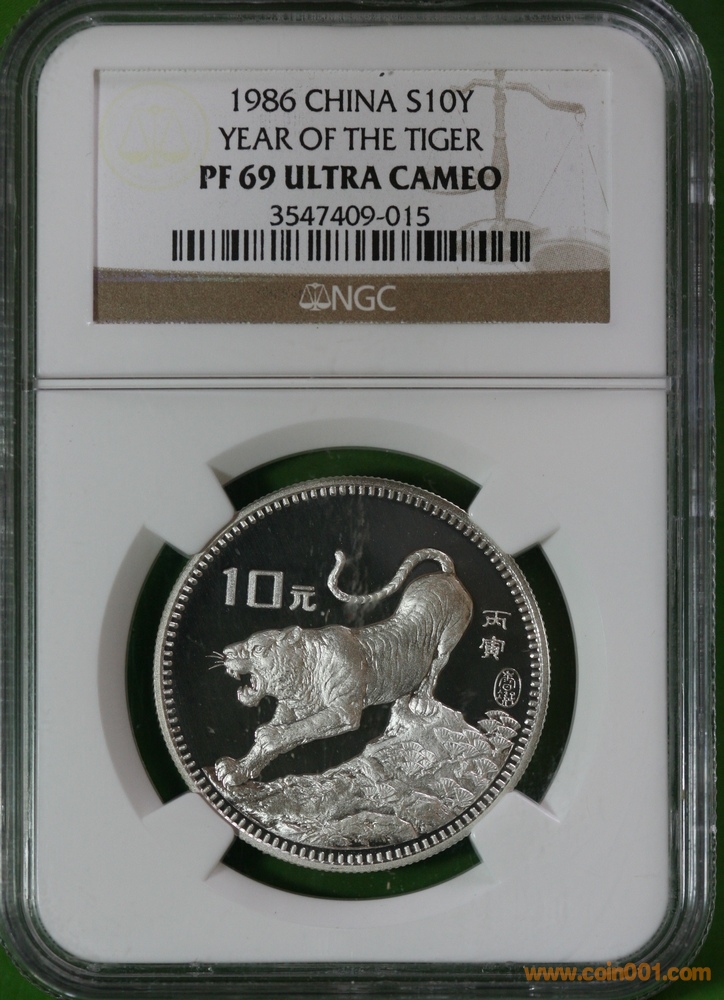 1986 CHINA S10Y
YEAR OF THE TIGER
PF 69 ULTRA CAMEO
3547409-015
NGC
10元
丙寅
www.coin001.com